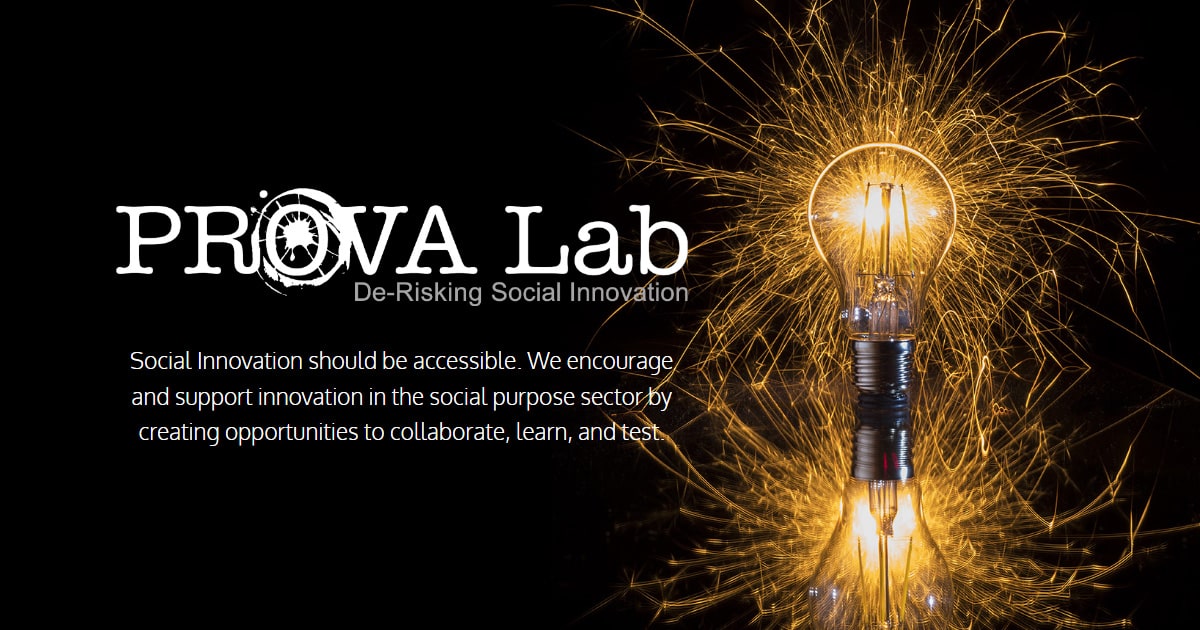 PROVA Lab
De-Risking Social Innovation
Social Innovation should be accessible. We encourage
and support innovation in the social purpose sector by
creating opportunities to collaborate, learn, and test.